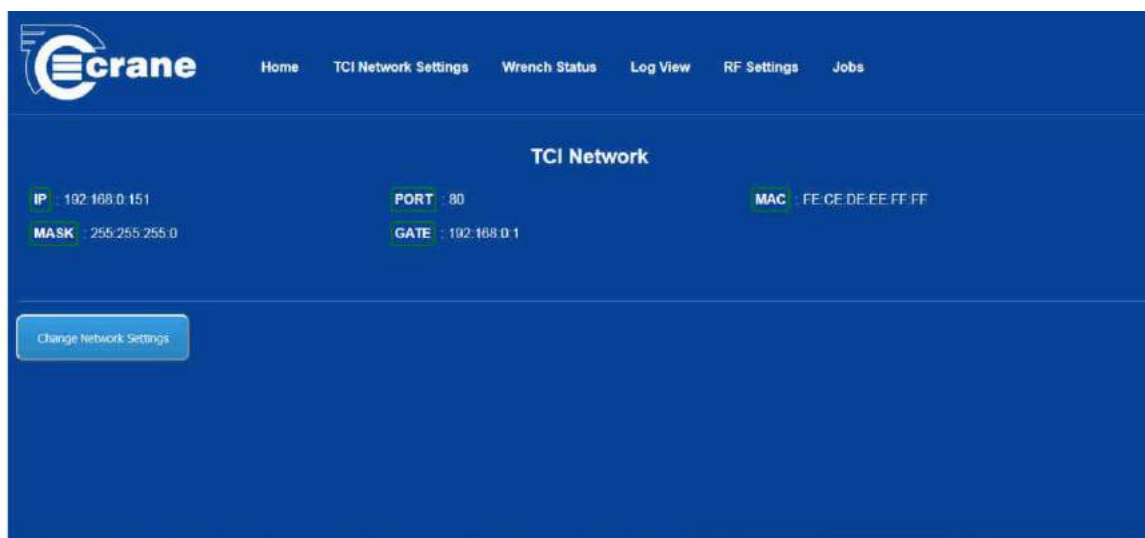 crane
Home TCI Network Settings Wrench Status Log View RF Settings Jobs
TCI Network
IP : 192:168:0:151 PORT : 80 MAC : FE:CE:DE:EE:FF:FF
MASK : 255:255:255:0 GATE : 192:168:0:1
Change Network Settings